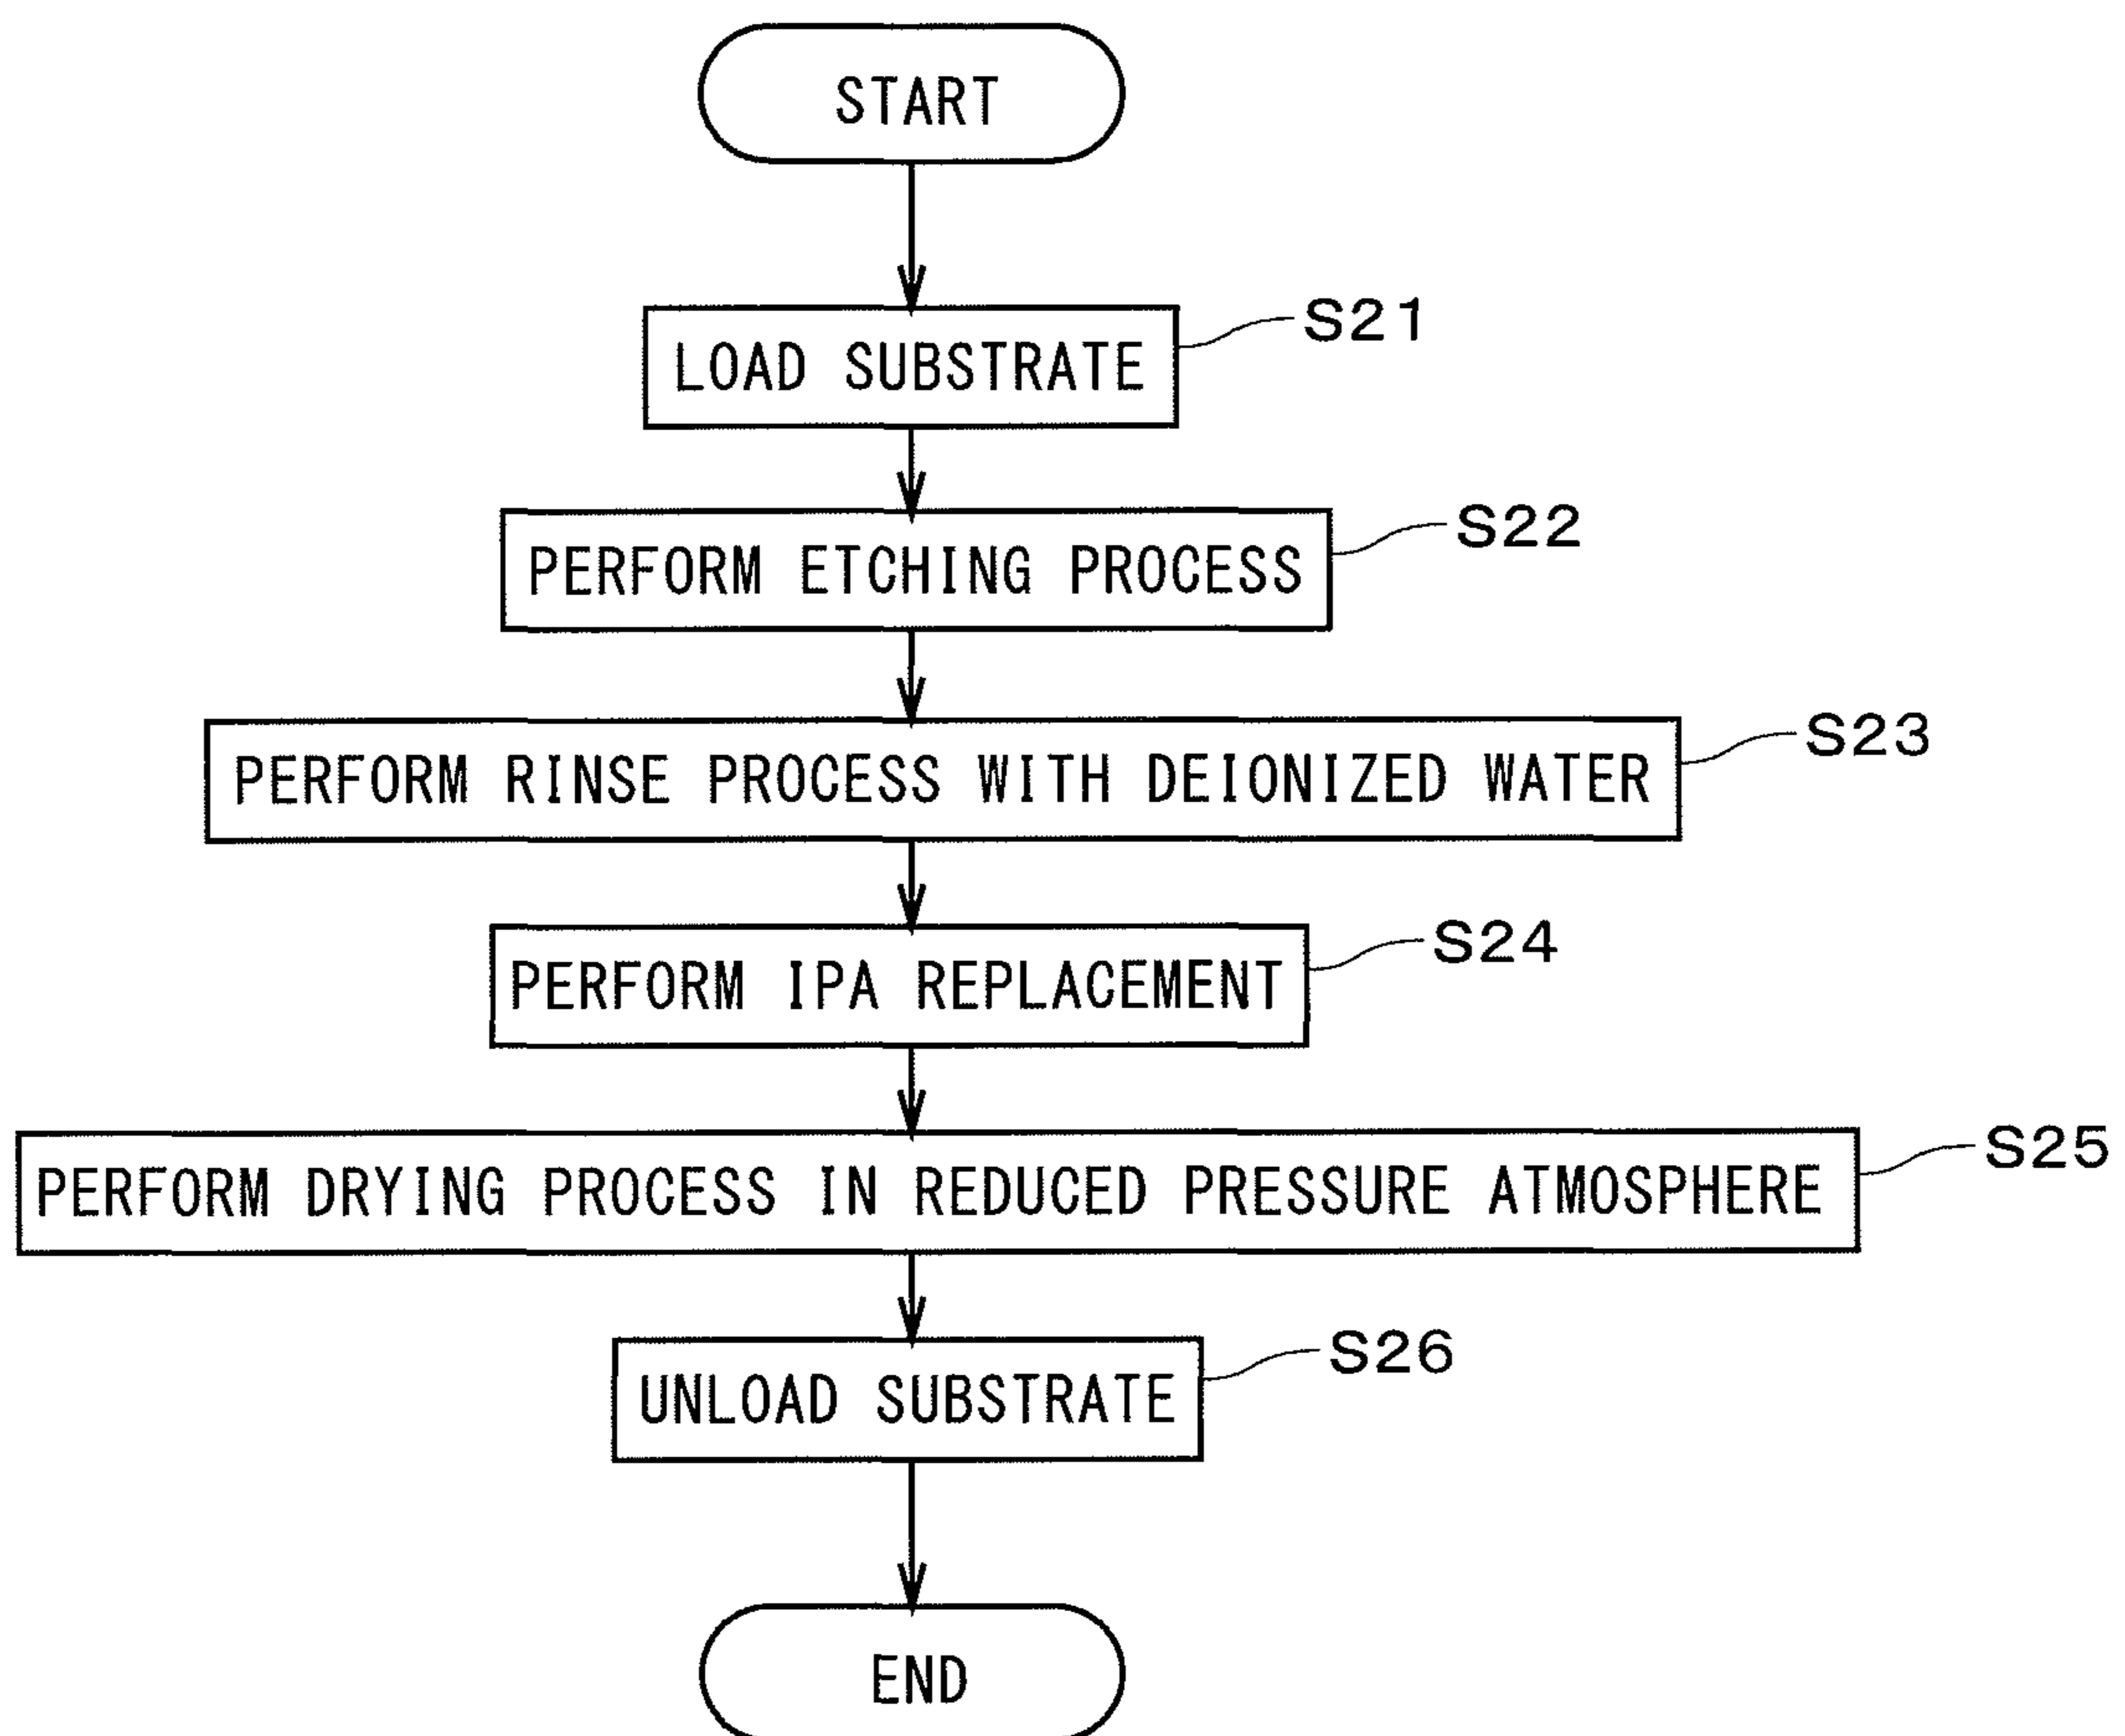 START
LOAD SUBSTRATE
S21
PERFORM ETCHING PROCESS
S22
PERFORM RINSE PROCESS WITH DEIONIZED WATER
S23
PERFORM IPA REPLACEMENT
S24
PERFORM DRYING PROCESS IN REDUCED PRESSURE ATMOSPHERE
S25
UNLOAD SUBSTRATE
S26
END